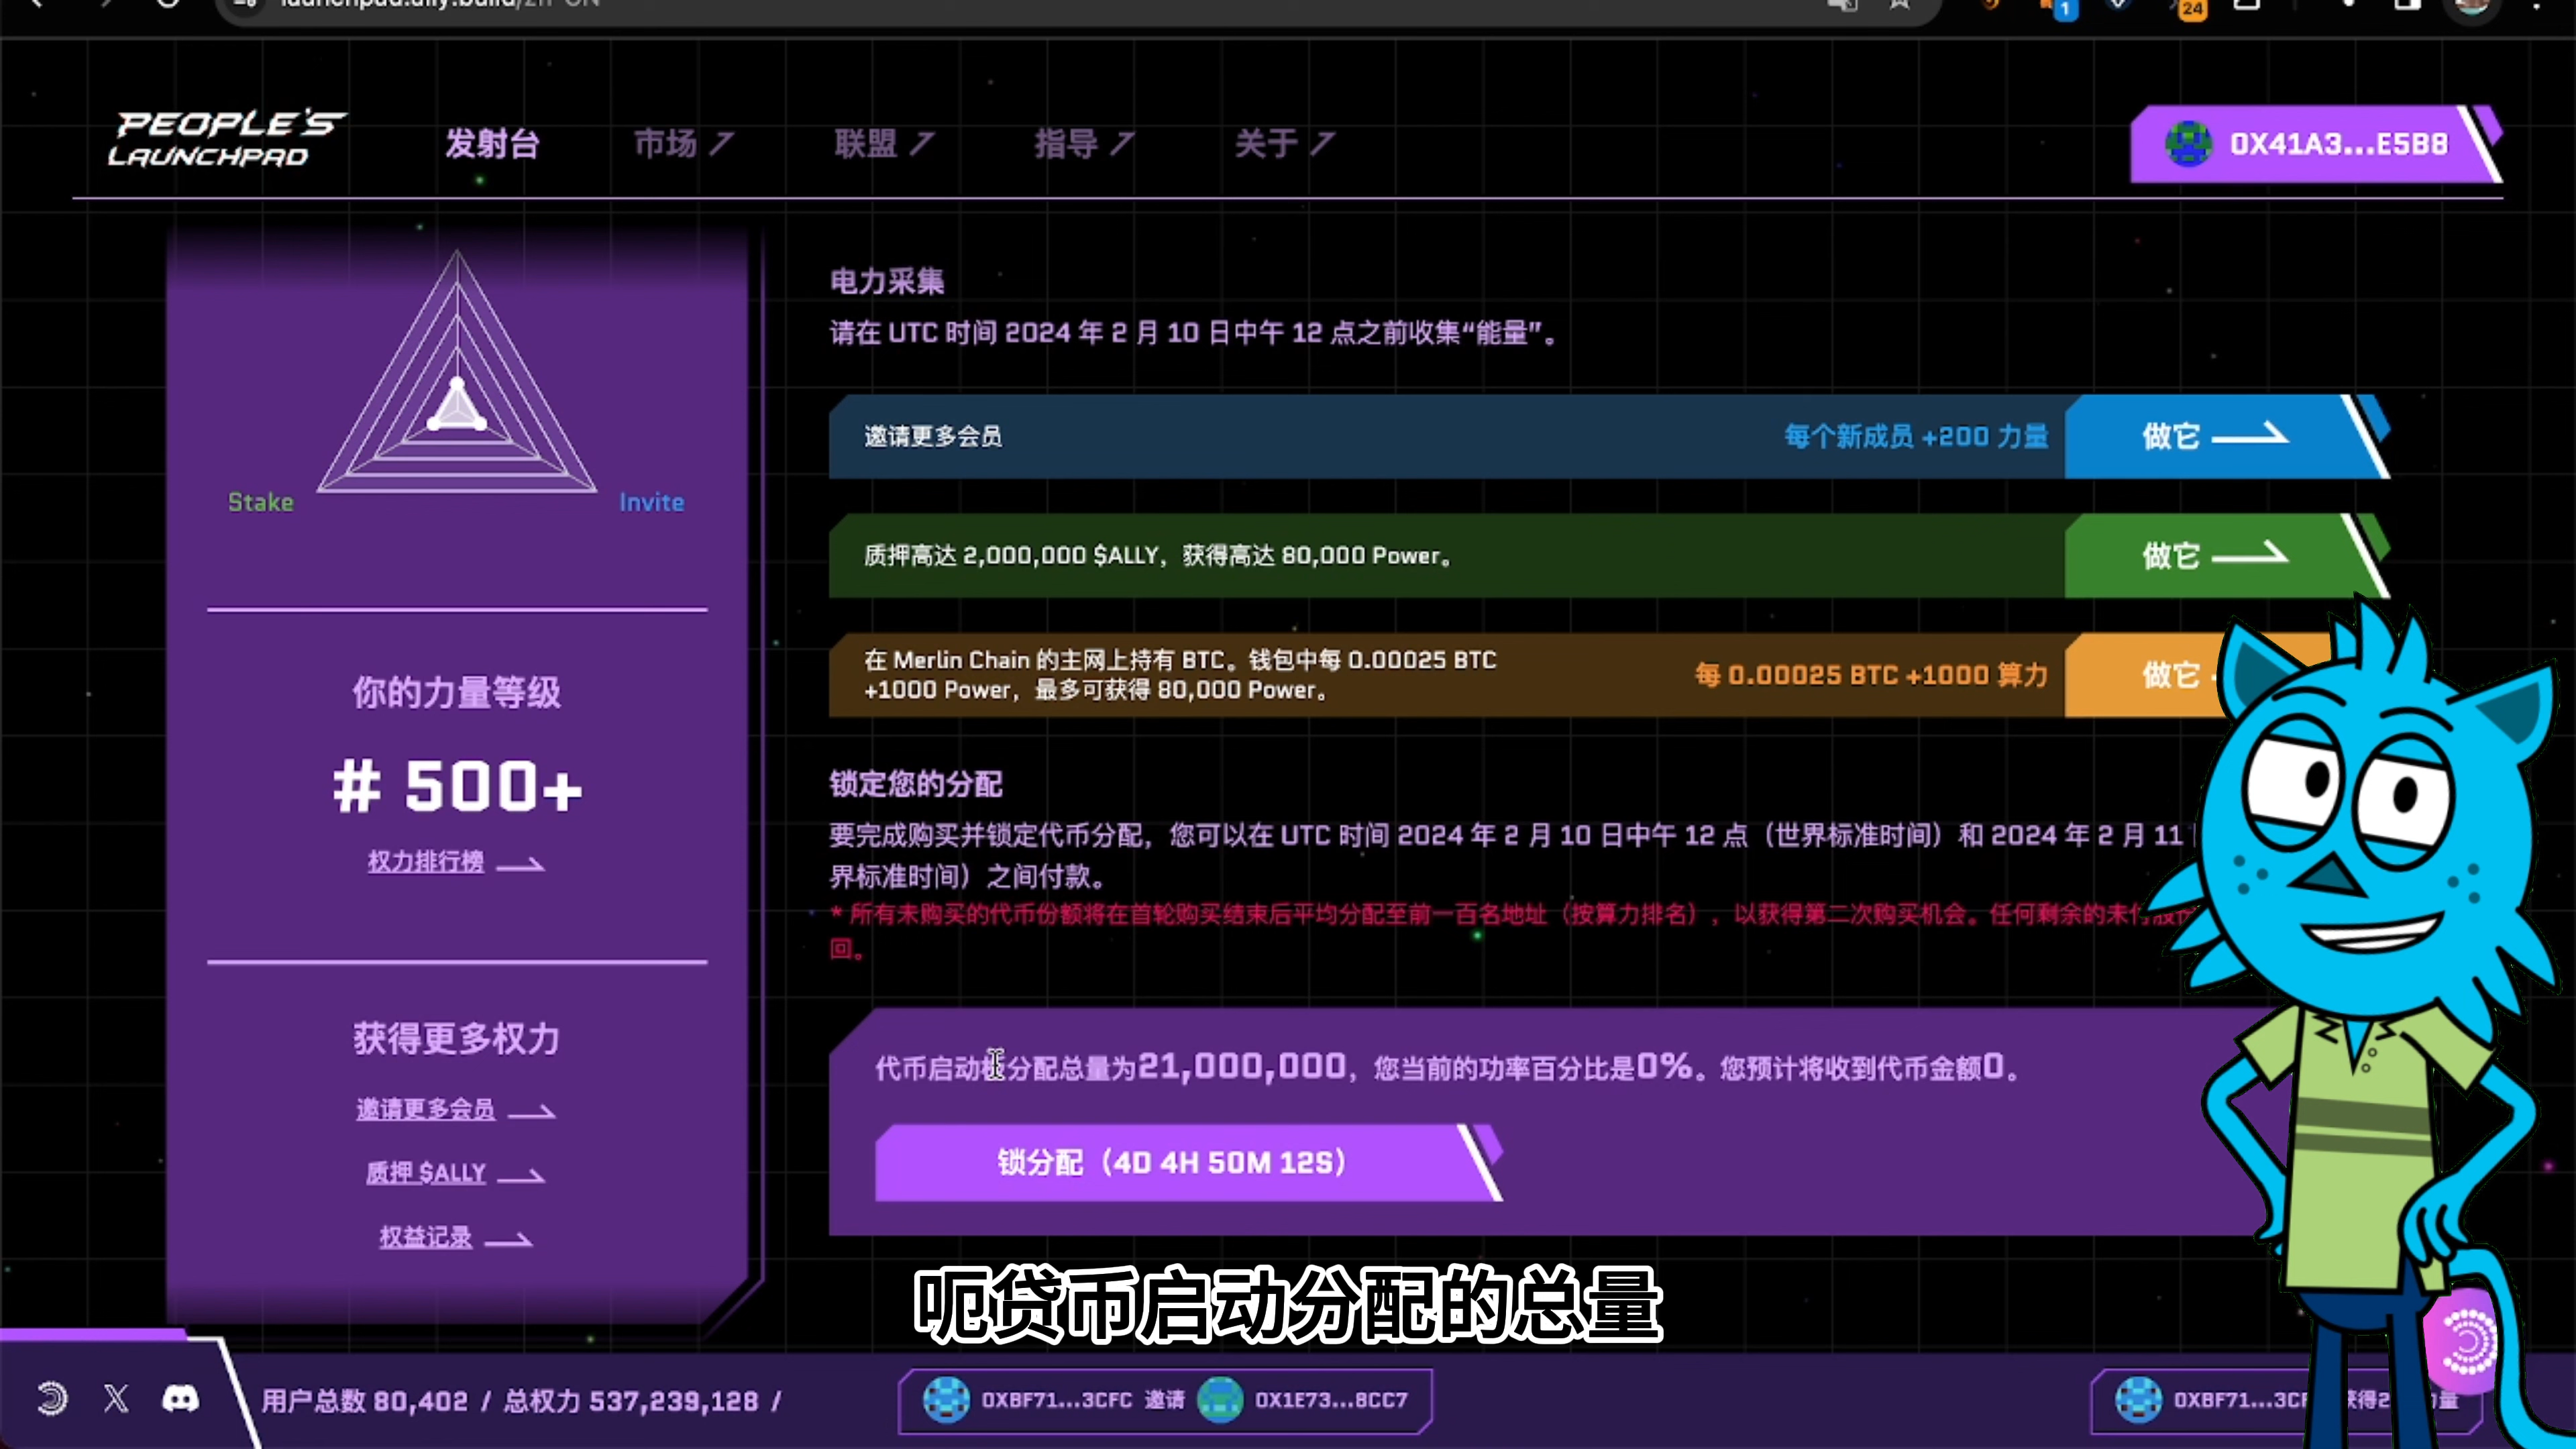 1
24
PEOPLE'S
LAUNCHPAD
发射台
市场
联盟
指导
关于
0X41A3...E5B8
Stake
Invite
你的力量等级
# 500+
权力排行榜
获得更多权力
邀请更多会员
质押 $ALLY
权益记录
电力采集
请在 UTC 时间 2024 年 2 月 10 日中午 12 点之前收集“能量”。
邀请更多会员
每个新成员 +200 力量
做它
质押高达 2,000,000 $ALLY，获得高达 80,000 Power。
做它
在 Merlin Chain 的主网上持有 BTC。钱包中每 0.00025 BTC
+1000 Power，最多可获得 80,000 Power。
每 0.00025 BTC +1000 算力
做它
锁定您的分配
要完成购买并锁定代币分配，您可以在 UTC 时间 2024 年 2 月 10 日中午 12 点（世界标准时间）和 2024 年 2 月 11
界标准时间）之间付款。
* 所有未购买的代币份额将在首轮购买结束后平均分配至前一百名地址（按算力排名），以获得第二次购买机会。任何剩余的未付
回。
代币启动 分配总量为21,000,000，您当前的功率百分比是0%。您预计将收到代币金额0。
锁分配（4D 4H 50M 12S）
呃贷币启动分配的总量
用户总数 80,402 / 总权力 537,239,128 /
0XBF71...3CFC 邀请 0X1E73...8CC7
0XBF71...3CF 获得2 量